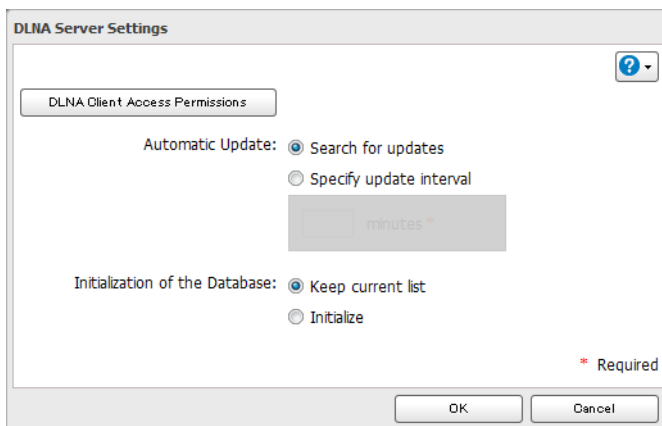 DLNA Server Settings
?
DLNA Client Access Permissions
Automatic Update: Search for updates
Specify update interval
minutes *
Initialization of the Database: Keep current list
Initialize
* Required
OK Cancel